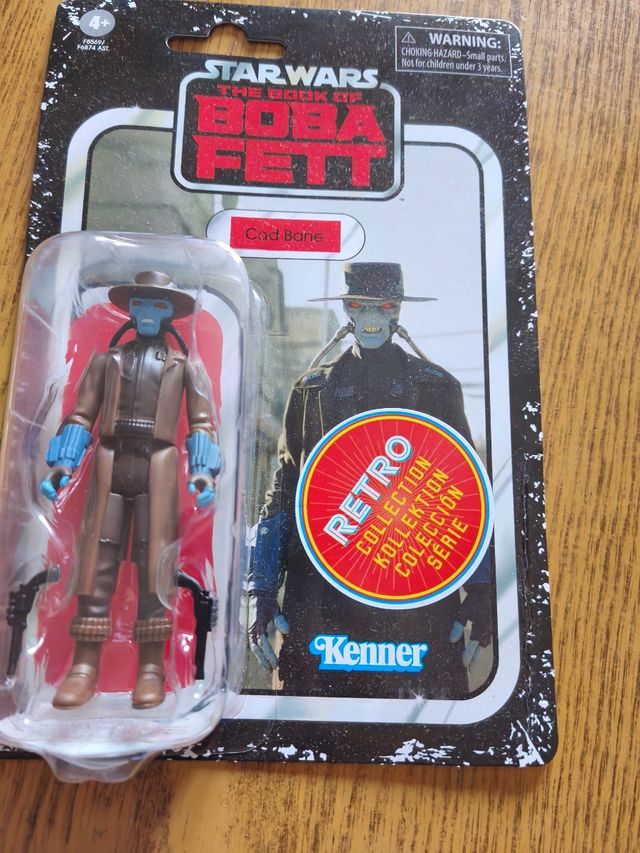 4+
F8569/
F6874 AST.
WARNING:
CHOKING HAZARD–Small parts.
Not for children under 3 years.
STAR WARS
THE BOOK OF
BOBA
FETT
Cad Bane
RETRO
COLLECTION
KOLLEKTION
COLECCIÓN
SÉRIE
Kenner